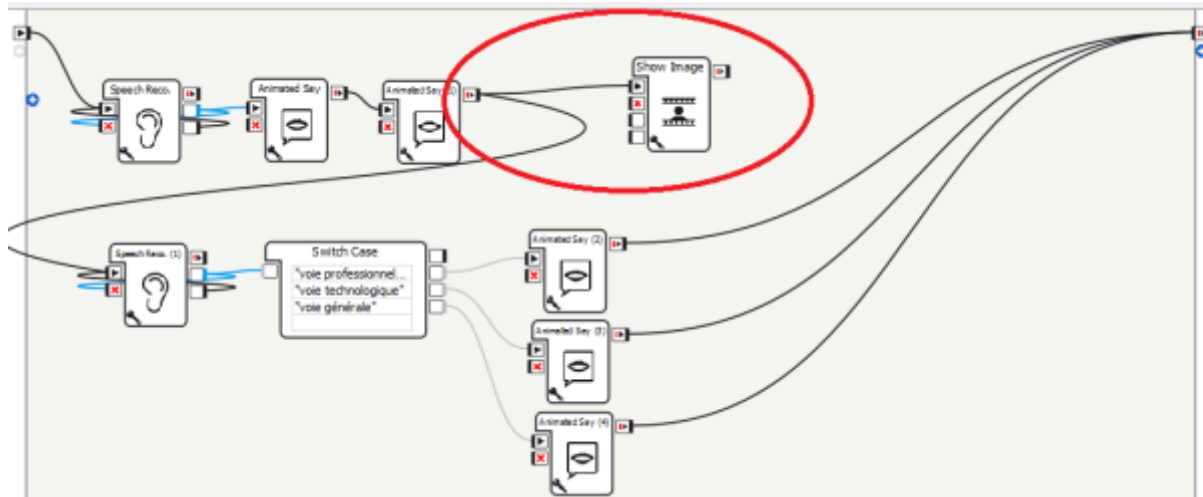 Show Image
Speech Reco.
Animated Say
Animated Say (1)
Animated Say (2)
Speech Reco. (1)
Switch Case
"voie professionnel...
"voie technologique"
"voie générale"
Animated Say (3)
Animated Say (4)